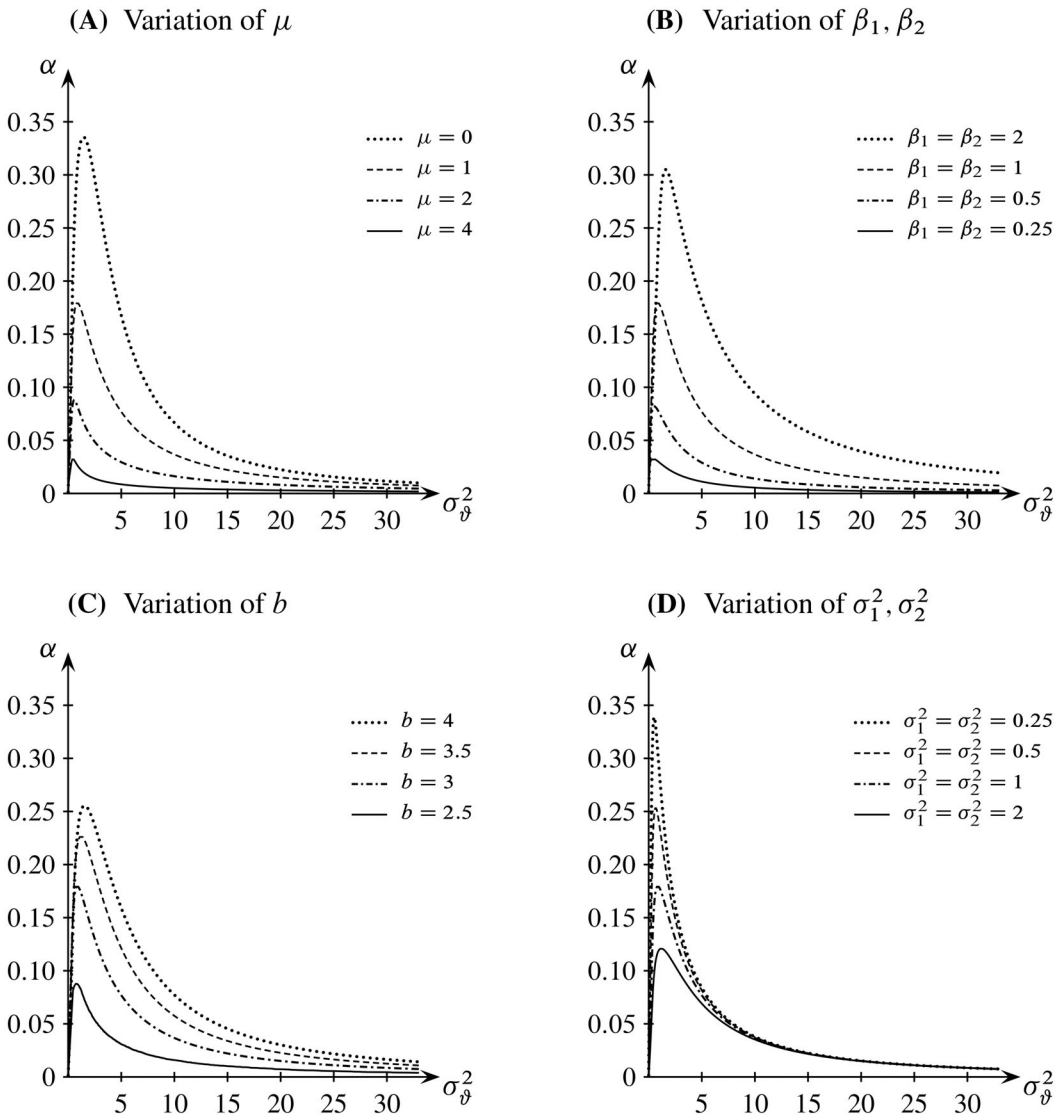 (A) Variation of μ
α
0.35
0.30
0.25
0.20
0.15
0.10
0.05
0
μ = 0
μ = 1
μ = 2
μ = 4
5 10 15 20 25 30 σ²_ϑ
(B) Variation of β₁, β₂
α
0.35
0.30
0.25
0.20
0.15
0.10
0.05
0
β₁ = β₂ = 2
β₁ = β₂ = 1
β₁ = β₂ = 0.5
β₁ = β₂ = 0.25
5 10 15 20 25 30 σ²_ϑ
(C) Variation of b
α
0.35
0.30
0.25
0.20
0.15
0.10
0.05
0
b = 4
b = 3.5
b = 3
b = 2.5
5 10 15 20 25 30 σ²_ϑ
(D) Variation of σ₁², σ₂²
α
0.35
0.30
0.25
0.20
0.15
0.10
0.05
0
σ₁² = σ₂² = 0.25
σ₁² = σ₂² = 0.5
σ₁² = σ₂² = 1
σ₁² = σ₂² = 2
5 10 15 20 25 30 σ²_ϑ